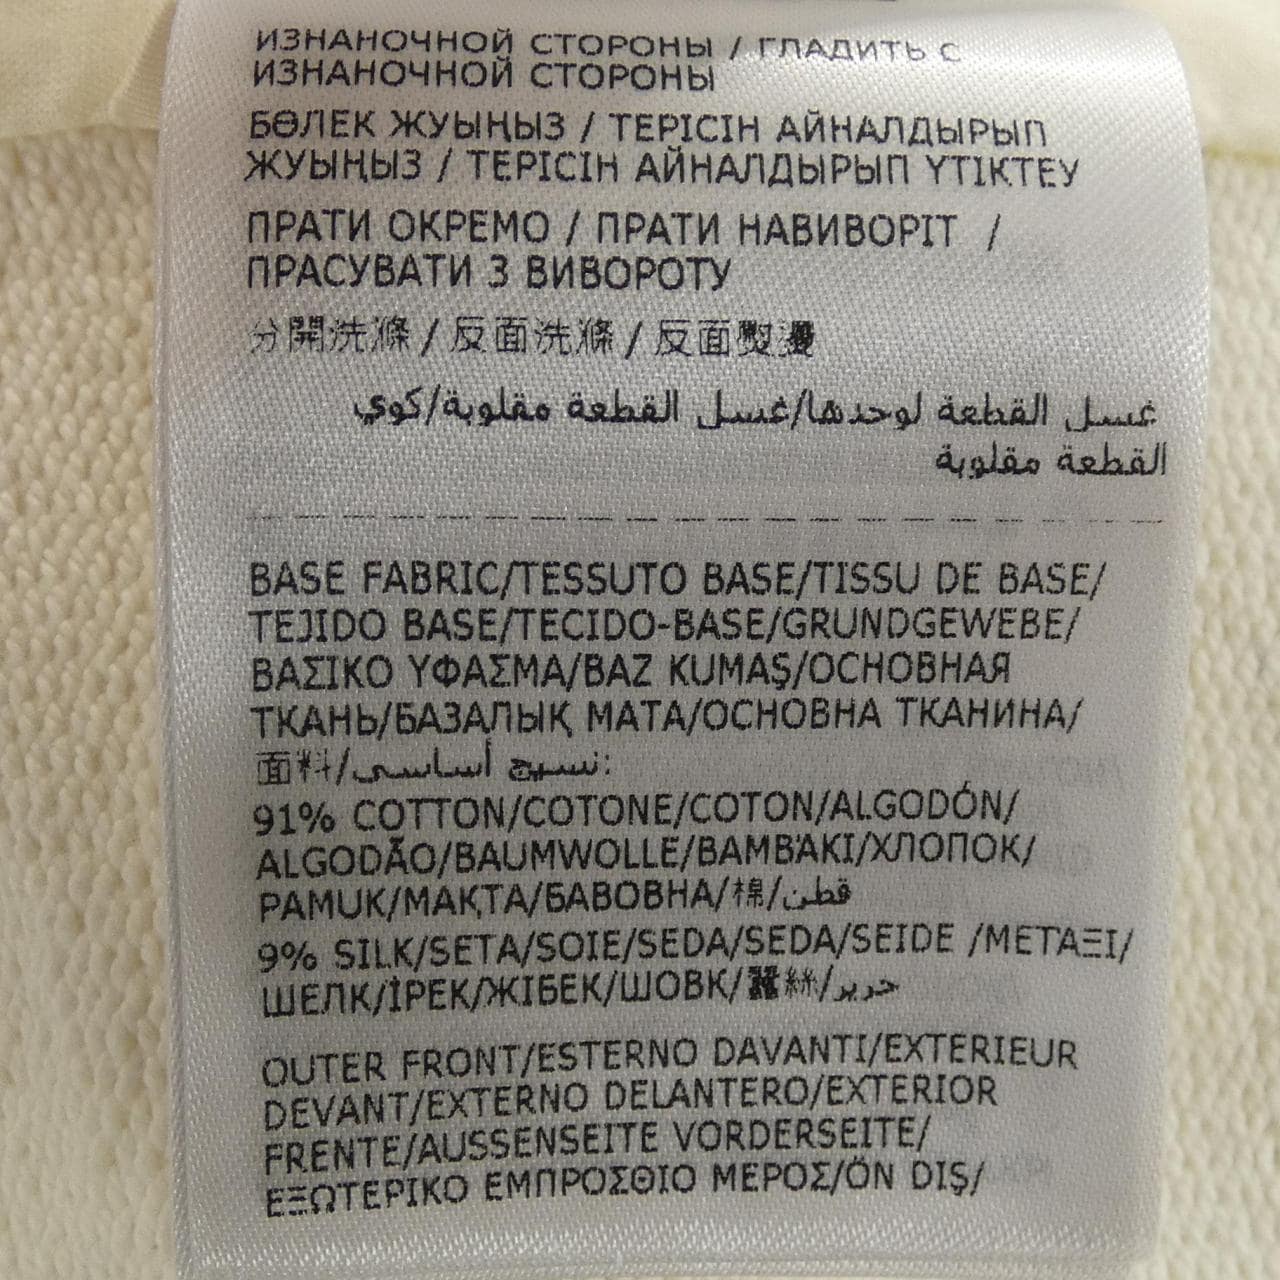 ИЗНАНОЧНОЙ СТОРОНЫ / ГЛАДИТЬ С
ИЗНАНОЧНОЙ СТОРОНЫ
БӨЛЕК ЖУЫҢЫЗ / ТЕРІСІН АЙНАЛДЫРЫП
ЖУЫҢЫЗ / ТЕРІСІН АЙНАЛДЫРЫП ҮТІКТЕУ
ПРАТИ ОКРЕМО / ПРАТИ НАВИВОРІТ /
ПРАСУВАТИ З ВИВОРОТУ
分開洗滌 / 反面洗滌 / 反面熨燙
غسل القطعة لوحدها/غسل القطعة مقلوبة/كوي
القطعة مقلوبة
BASE FABRIC/TESSUTO BASE/TISSU DE BASE/
TEJIDO BASE/TECIDO-BASE/GRUNDGEWEBE/
ΒΑΣΙΚΟ ΥΦΑΣΜΑ/BAZ KUMAŞ/ОСНОВНАЯ
ТКАНЬ/БАЗАЛЫҚ МАТА/ОСНОВНА ТКАНИНА/
面料/نسيج أساسى:
91% COTTON/COTONE/COTON/ALGODÓN/
ALGODÃO/BAUMWOLLE/ΒΑΜΒΆΚΙ/ХЛОПОК/
PAMUK/МАҚТА/БАВОВНА/棉/قطن
9% SILK/SETA/SOIE/SEDA/SEDA/SEIDE /ΜΕΤΆΞΙ/
ШЕЛК/İPEK/ЖІБЕК/ШОВК/蠶絲/حرير
OUTER FRONT/ESTERNO DAVANTI/EXTERIEUR
DEVANT/EXTERNO DELANTERO/EXTERIOR
FRENTE/AUSSENSEITE VORDERSEITE/
ΕΞΩΤΕΡΙΚΟ ΕΜΠΡΟΣΘΙΟ ΜΕΡΟΣ/ÖN DIŞ/